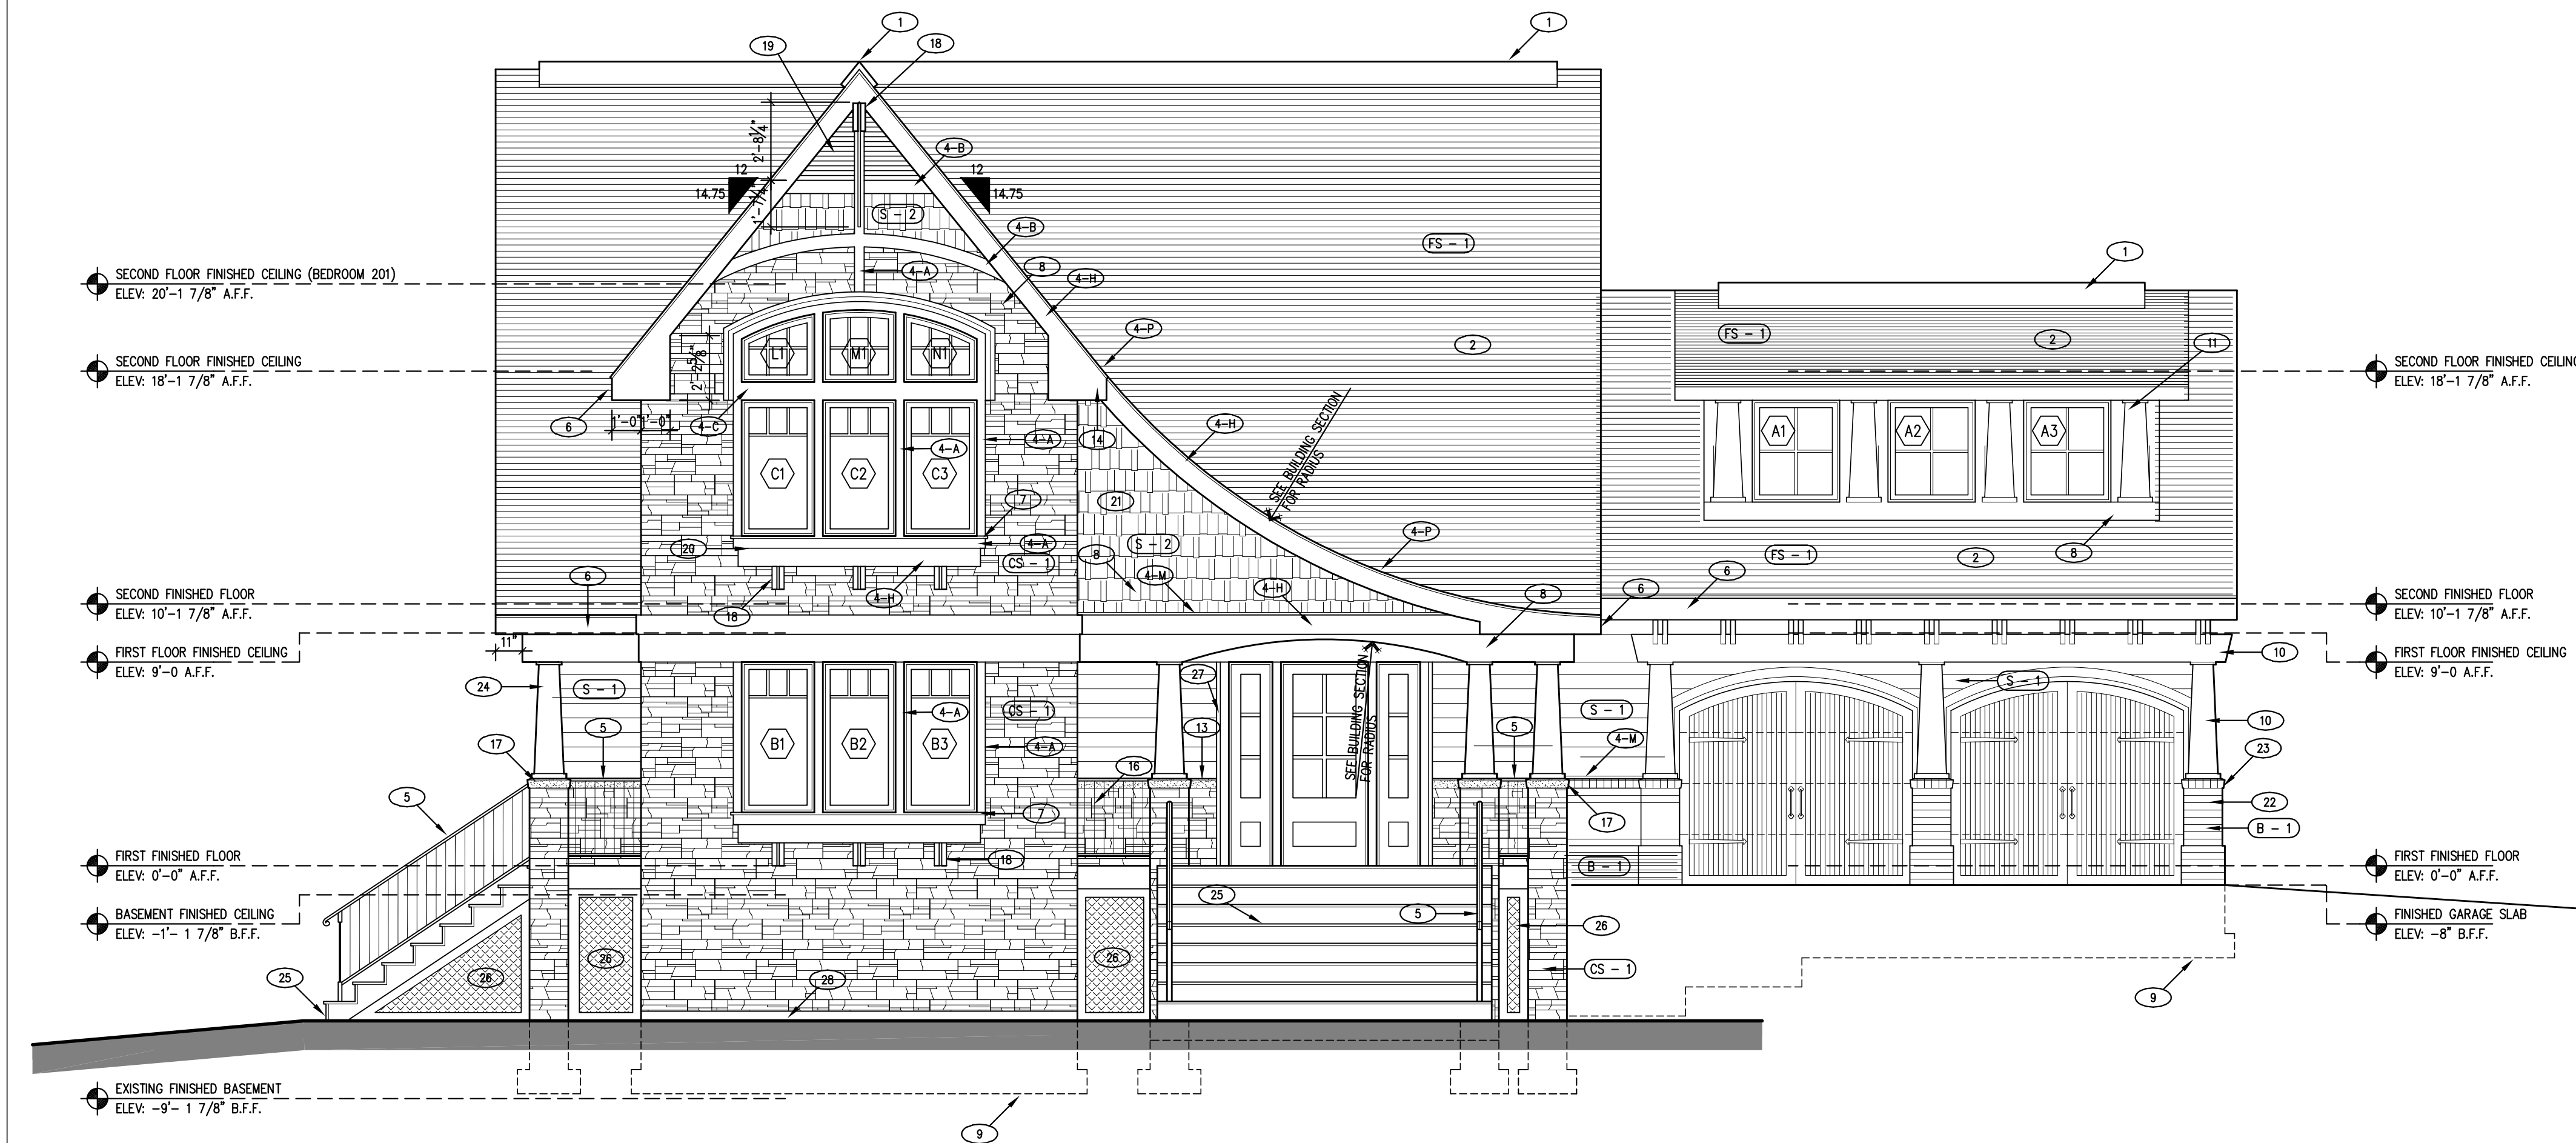 1
1
18
19
2'-8 1/4"
4-B
12
14.75
12
14.75
1'-7 1/4"
S - 2
4-B
FS - 1
1
4-A
8
4-H
SECOND FLOOR FINISHED CEILING (BEDROOM 201)
ELEV: 20'-1 7/8" A.F.F.
4-P
FS - 1
2
2
11
L1
M1
N1
2'-2 5/8"
SECOND FLOOR FINISHED CEILING
ELEV: 18'-1 7/8" A.F.F.
SECOND FLOOR FINISHED CEILING
ELEV: 18'-1 7/8" A.F.F.
6
1'-0"
1'-0"
4-C
4-A
4-A
14
4-H
SEE BUILDING SECTION
FOR RADIUS
A1
A2
A3
C1
C2
C3
7
21
20
4-A
CS - 1
8
S - 2
4-P
FS - 1
2
8
6
18
4-H
4-M
4-H
8
6
6
SECOND FINISHED FLOOR
ELEV: 10'-1 7/8" A.F.F.
SECOND FINISHED FLOOR
ELEV: 10'-1 7/8" A.F.F.
11"
FIRST FLOOR FINISHED CEILING
ELEV: 9'-0 A.F.F.
10
FIRST FLOOR FINISHED CEILING
ELEV: 9'-0 A.F.F.
24
S - 1
27
S - 1
CS - 1
4-A
S - 1
10
17
5
B1
B2
B3
4-A
13
SEE BUILDING SECTION
FOR RADIUS
5
4-M
23
5
16
7
17
22
B - 1
18
B - 1
FIRST FINISHED FLOOR
ELEV: 0'-0" A.F.F.
FIRST FINISHED FLOOR
ELEV: 0'-0" A.F.F.
BASEMENT FINISHED CEILING
ELEV: -1'- 1 7/8" B.F.F.
25
5
26
FINISHED GARAGE SLAB
ELEV: -8" B.F.F.
25
26
26
26
28
CS - 1
9
EXISTING FINISHED BASEMENT
ELEV: -9'- 1 7/8" B.F.F.
9